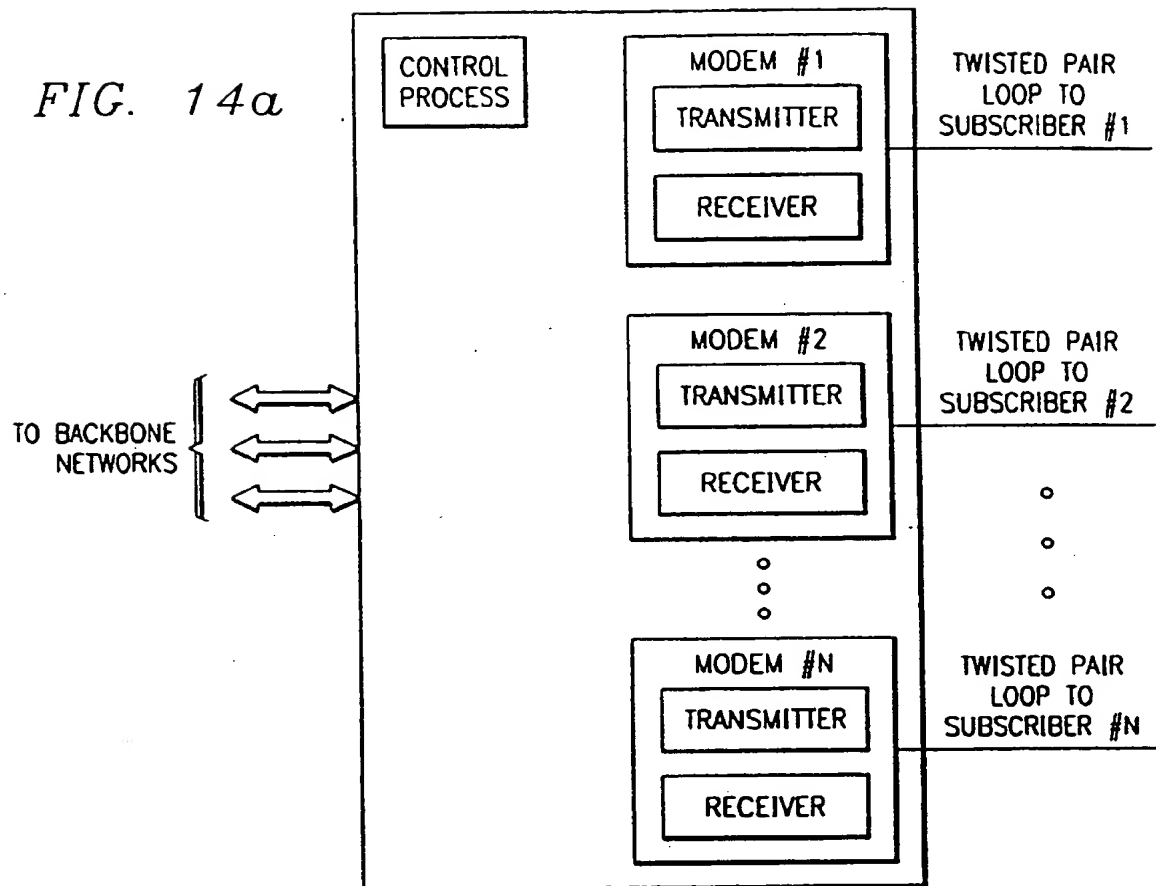 FIG. 14a
CONTROL
PROCESS
MODEM #1
TRANSMITTER
RECEIVER
TWISTED PAIR
LOOP TO
SUBSCRIBER #1
MODEM #2
TRANSMITTER
RECEIVER
TWISTED PAIR
LOOP TO
SUBSCRIBER #2
TO BACKBONE
NETWORKS
MODEM #N
TRANSMITTER
RECEIVER
TWISTED PAIR
LOOP TO
SUBSCRIBER #N